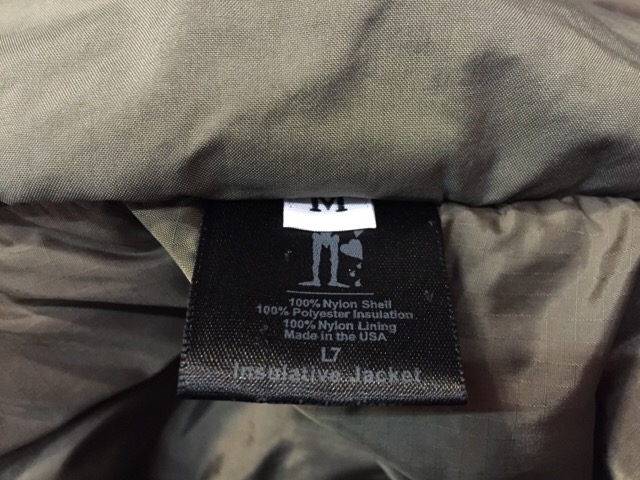 M
100% Nylon Shell
100% Polyester Insulation
100% Nylon Lining
Made in the USA
L7
Insulative Jacket